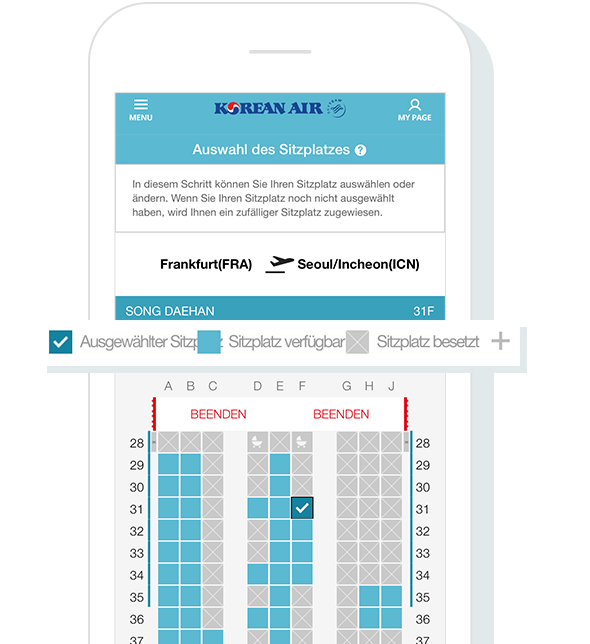 KOREAN AIR
MENU
MY PAGE
Auswahl des Sitzplatzes ?
In diesem Schritt können Sie Ihren Sitzplatz auswählen oder
ändern. Wenn Sie Ihren Sitzplatz noch nicht ausgewählt
haben, wird Ihnen ein zufälliger Sitzplatz zugewiesen.
Frankfurt(FRA) Seoul/Incheon(ICN)
SONG DAEHAN 31F
Ausgewählter Sitzplatz Sitzplatz verfügbar Sitzplatz besetzt +
A B C D E F G H J
BEENDEN BEENDEN
28 28
29 29
30 30
31 31
32 32
33 33
34 34
35 35
36 36
37 37